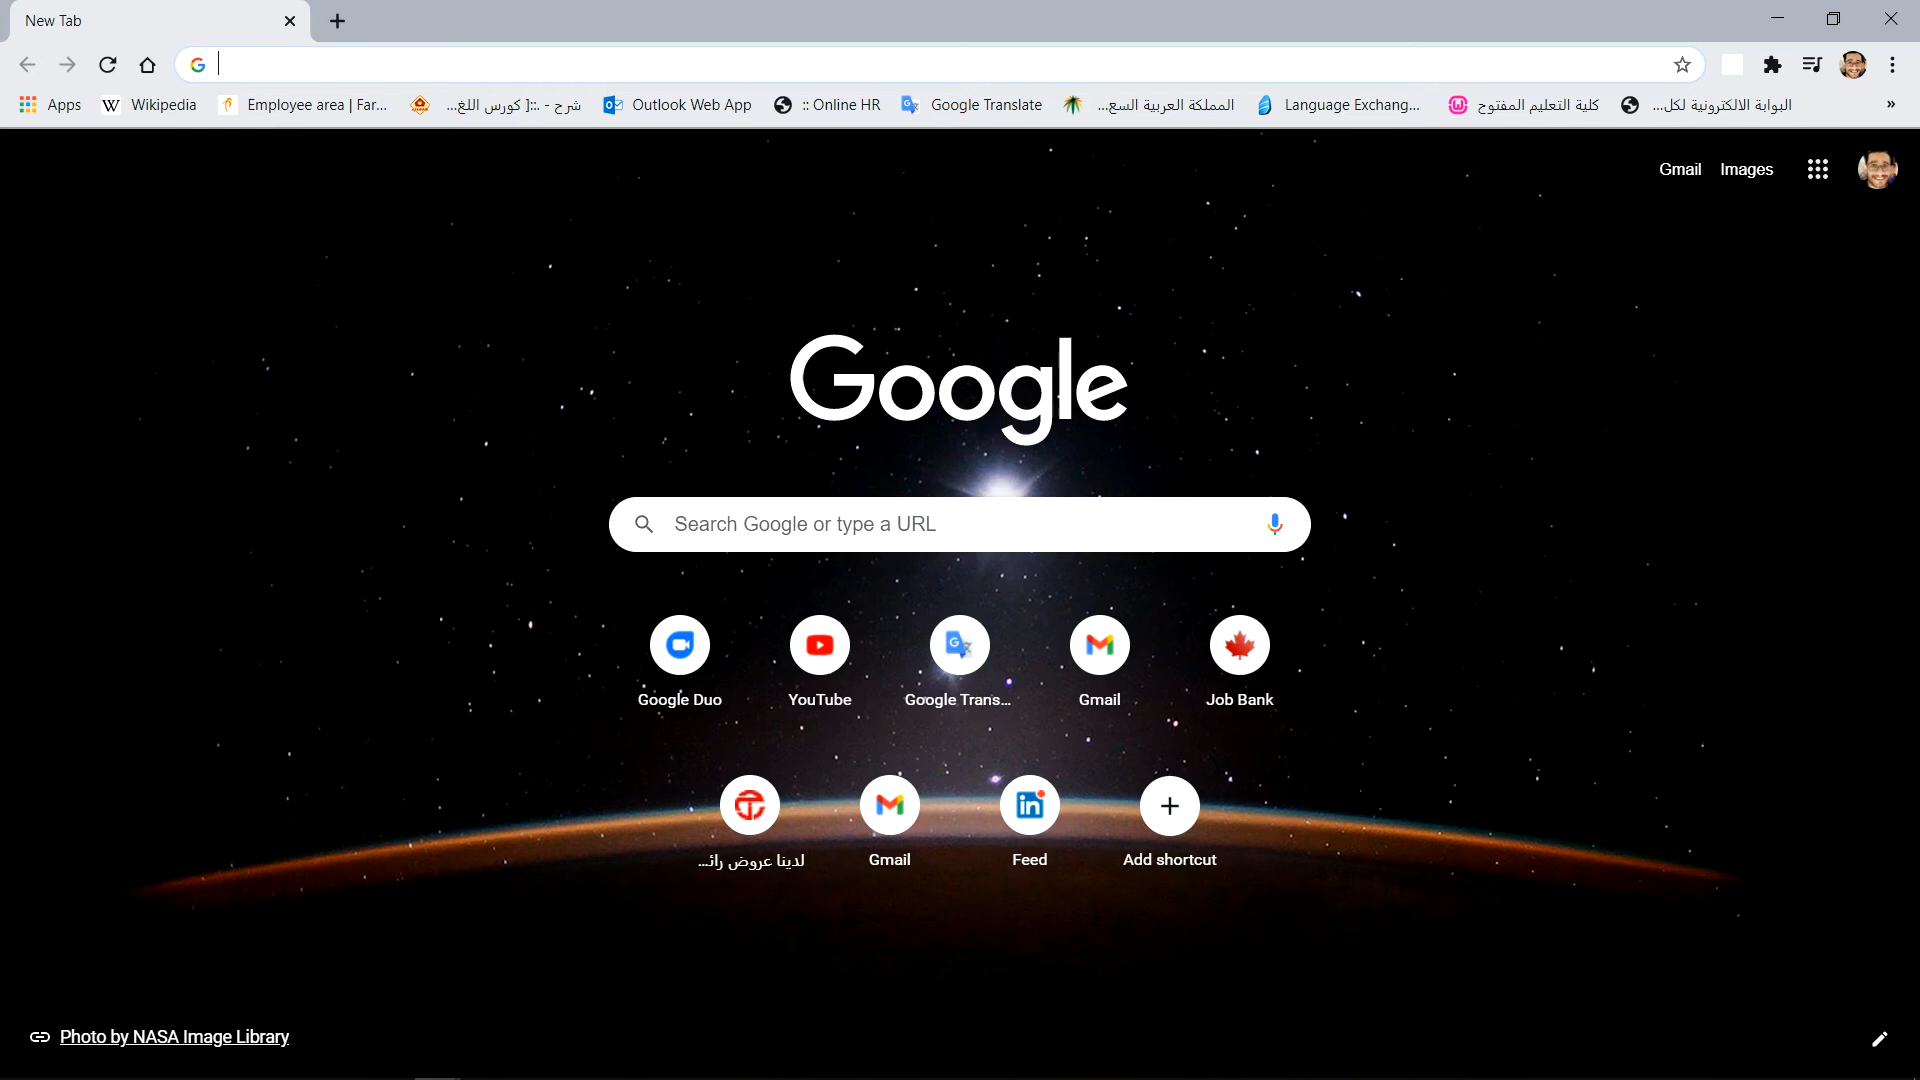 New Tab
Apps
Wikipedia
Employee area | Far...
شرح - .::[ كورس اللغ...
Outlook Web App
:: Online HR
Google Translate
المملكة العربية السع...
Language Exchang...
كلية التعليم المفتوح
البوابة الالكترونية لكل...
»
Gmail
Images
Google
Search Google or type a URL
Google Duo
YouTube
Google Trans...
Gmail
Job Bank
لدينا عروض رائ...
Gmail
Feed
Add shortcut
Photo by NASA Image Library